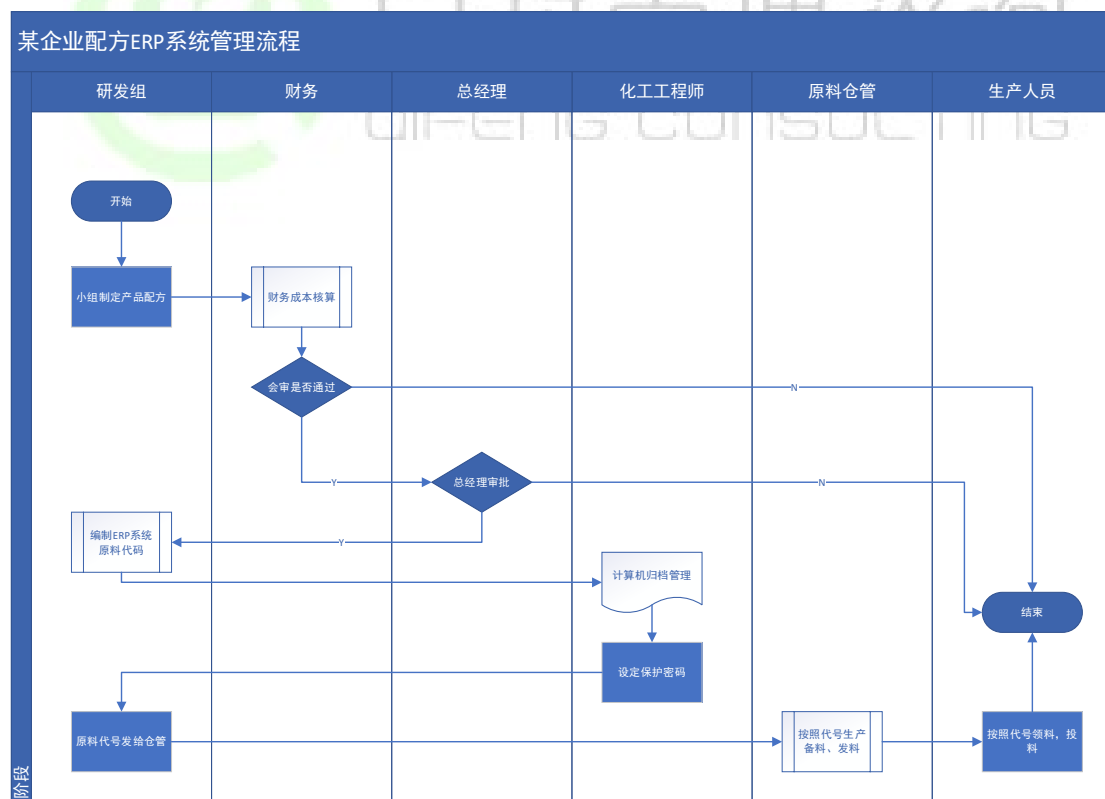 某企业配方ERP系统管理流程
研发组
财务
总经理
化工工程师
原料仓管
生产人员
QIFENG CONSULTING
开始
小组制定产品配方
财务成本核算
会审是否通过
N
Y
总经理审批
N
编制ERP系统
原料代码
Y
计算机归档管理
结束
设定保护密码
原料代号发给仓管
按照代号生产
备料、发料
按照代号领料，投
料
阶段